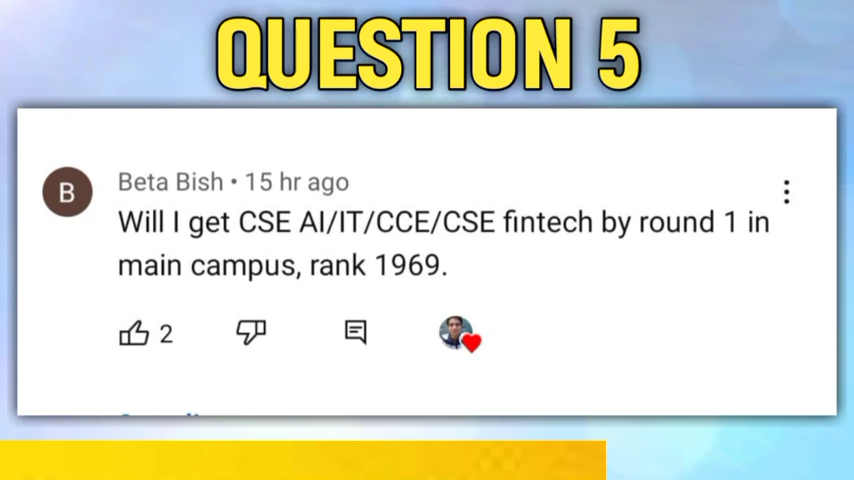 QUESTION 5
B
Beta Bish • 15 hr ago
Will I get CSE AI/IT/CCE/CSE fintech by round 1 in
main campus, rank 1969.
2